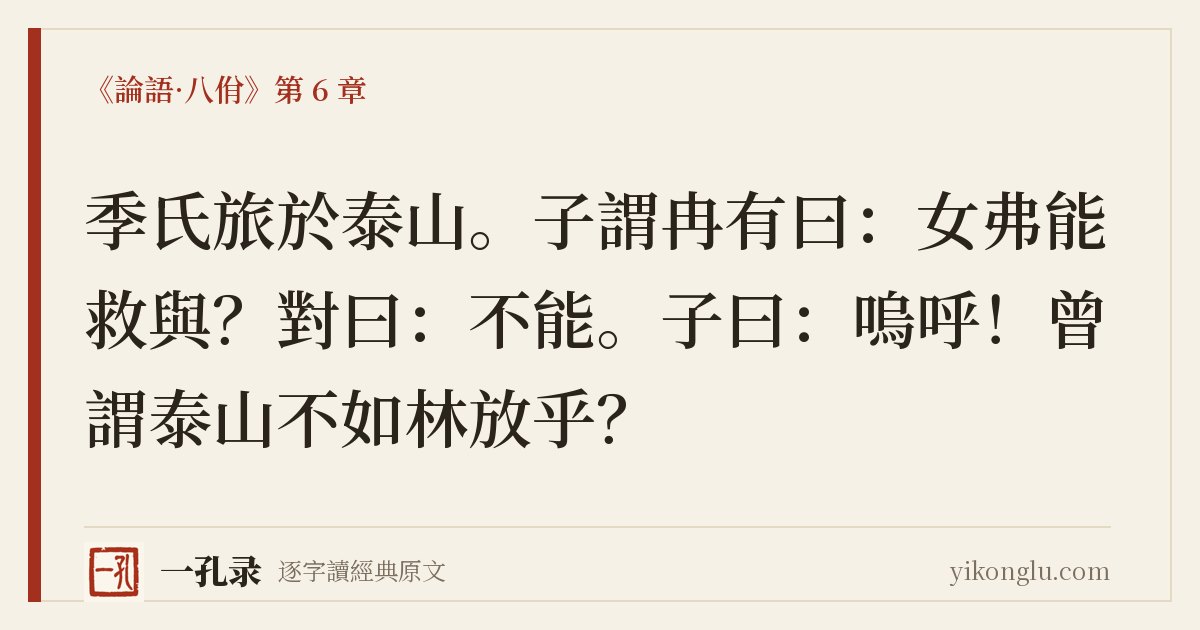 《論語·八佾》第 6 章
季氏旅於泰山。子謂冉有曰：女弗能
救與？對曰：不能。子曰：嗚呼！曾
謂泰山不如林放乎？
一孔
一孔录 逐字讀經典原文
yikonglu.com